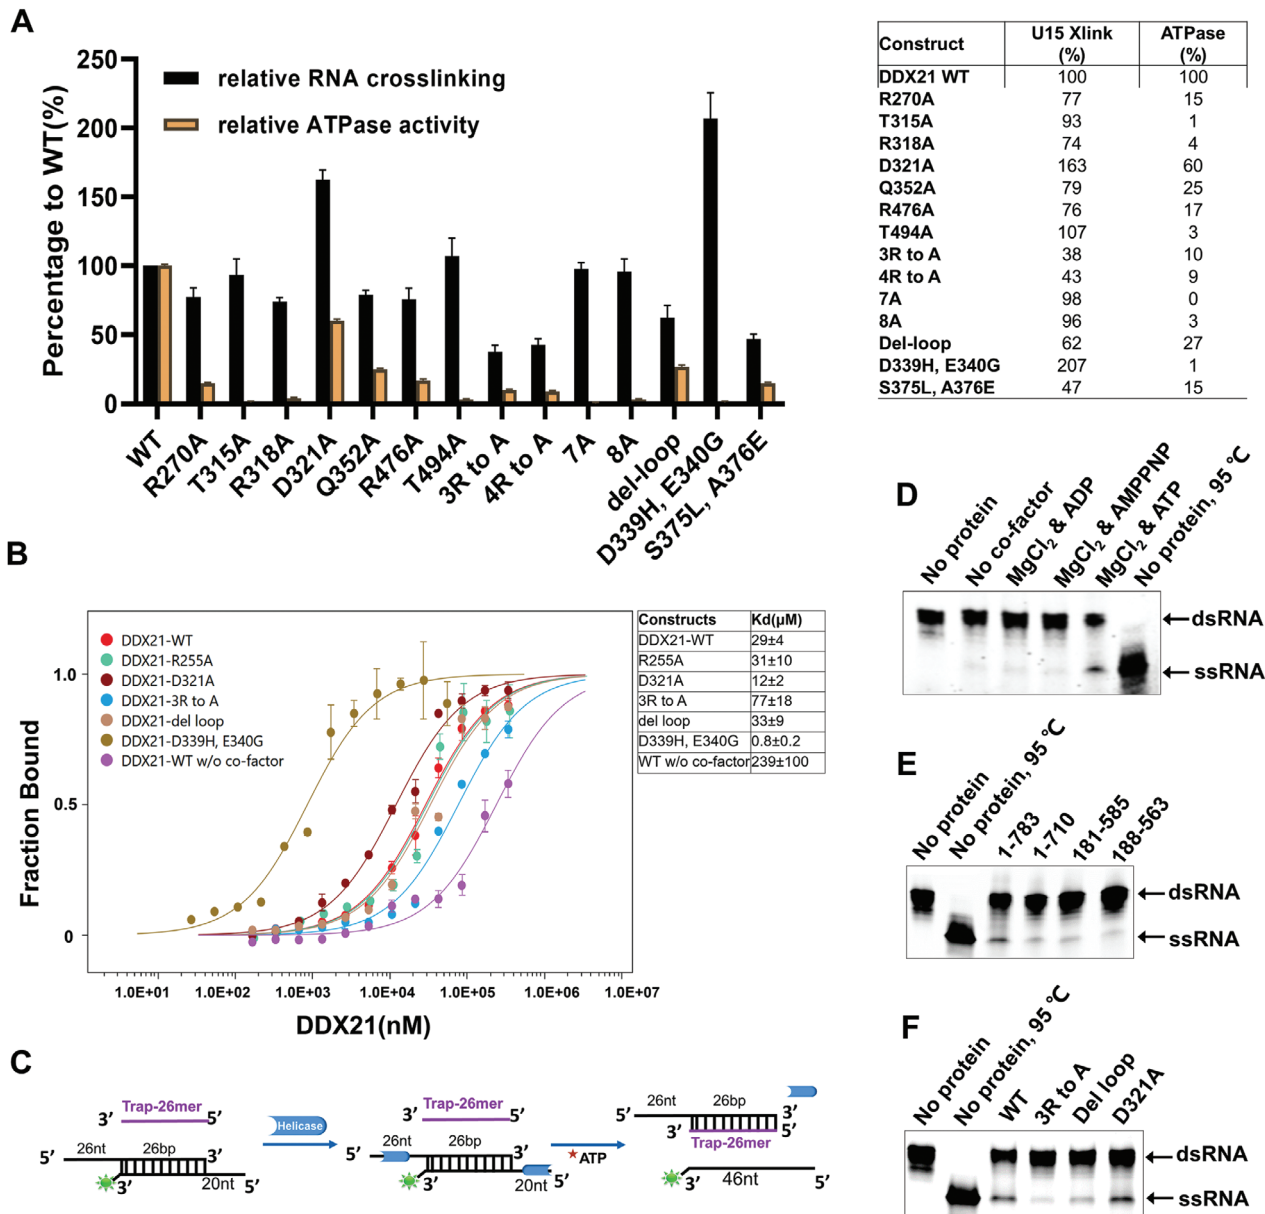 A
250
200
150
100
50
0
Percentage to WT(%)
relative RNA crosslinking
relative ATPase activity
WT
R270A
T315A
R318A
D321A
Q352A
R476A
T494A
3R to A
4R to A
7A
8A
del-loop
D339H, E340G
S375L, A376E
Construct U15 Xlink (%) ATPase (%)
DDX21 WT 100 100
R270A 77 15
T315A 93 1
R318A 74 4
D321A 163 60
Q352A 79 25
R476A 76 17
T494A 107 3
3R to A 38 10
4R to A 43 9
7A 98 0
8A 96 3
Del-loop 62 27
D339H, E340G 207 1
S375L, A376E 47 15
B
DDX21-WT
DDX21-R255A
DDX21-D321A
DDX21-3R to A
DDX21-del loop
DDX21-D339H, E340G
DDX21-WT w/o co-factor
1.0
0.5
0
Fraction Bound
1.0E+01 1.0E+02 1.0E+03 1.0E+04 1.0E+05 1.0E+06 1.0E+07
DDX21(nM)
Constructs Kd(μM)
DDX21-WT 29±4
R255A 31±10
D321A 12±2
3R to A 77±18
del loop 33±9
D339H, E340G 0.8±0.2
WT w/o co-factor 239±100
C
Trap-26mer
3' 5'
26nt 26bp
5' 3'
3' 20nt 5'
Helicase
Trap-26mer
3' 5'
26nt 26bp
5' 3'
3' 20nt 5'
ATP
26nt 26bp 3'
5' 3' 5'
Trap-26mer
3' 46nt 5'
D
No protein
No co-factor
MgCl₂ & ADP
MgCl₂ & AMPPNP
MgCl₂ & ATP
No protein, 95 °C
dsRNA
ssRNA
E
No protein
No protein, 95 °C
1-783
1-710
181-585
188-563
dsRNA
ssRNA
F
No protein
No protein, 95 °C
WT
3R to A
Del loop
D321A
dsRNA
ssRNA